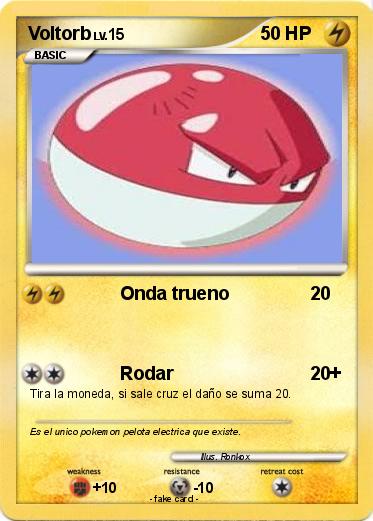 Voltorb LV.15 50 HP
BASIC
Onda trueno 20
Rodar 20+
Tira la moneda, si sale cruz el daño se suma 20.
Es el unico pokemon pelota electrica que existe.
Illus. Ronkox
weakness resistance retreat cost
+10 -10
- fake card -